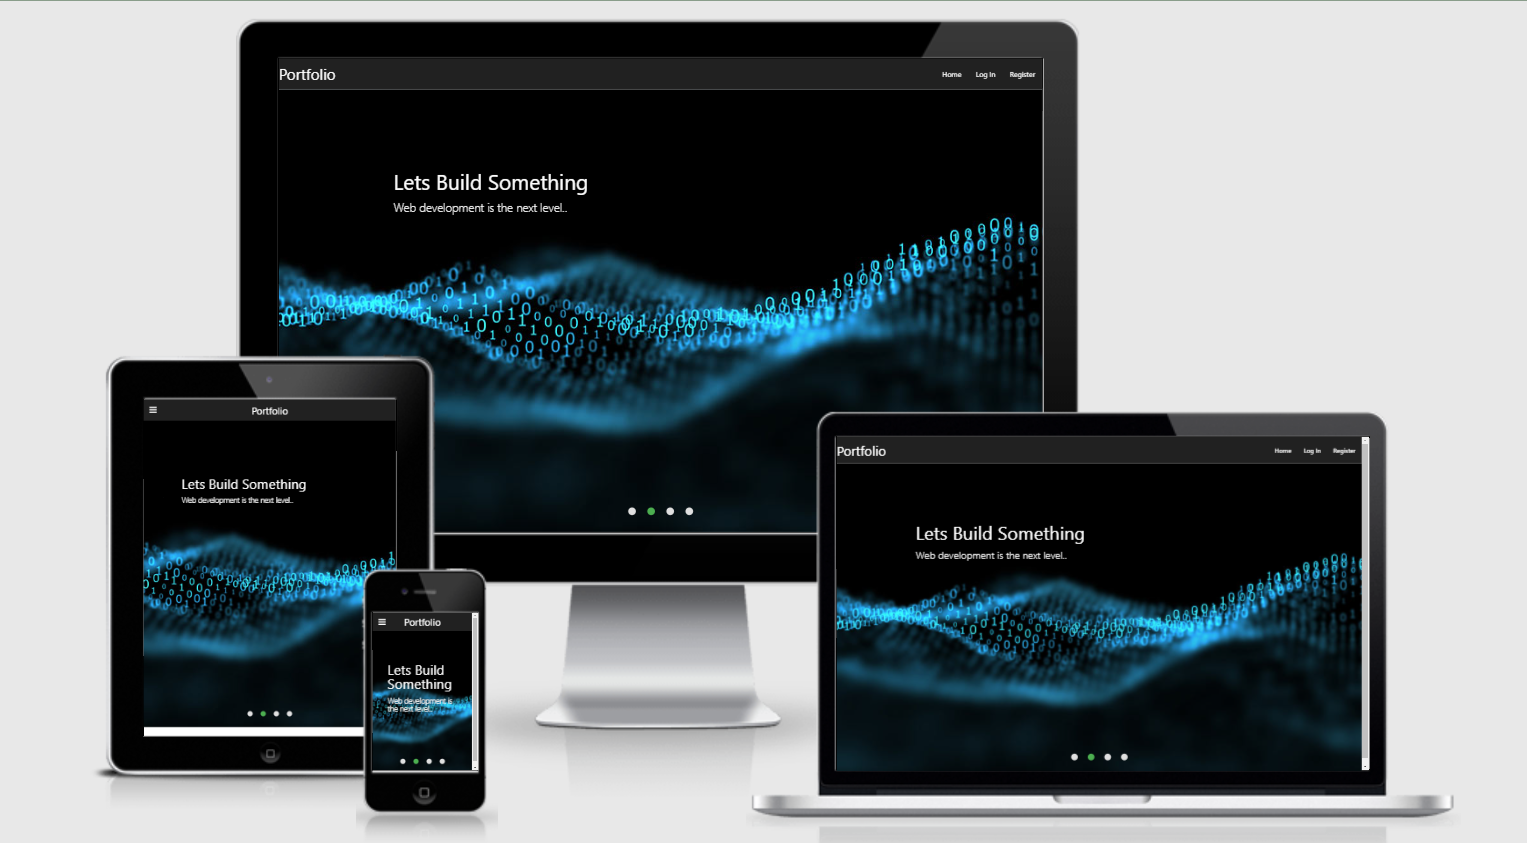 Portfolio
Home Log In Register
Lets Build Something
Web development is the next level..
Portfolio
Lets Build Something
Web development is the next level..
Portfolio
Lets Build
Something
Web development is
the next level..
Portfolio
Home Log In Register
Lets Build Something
Web development is the next level..